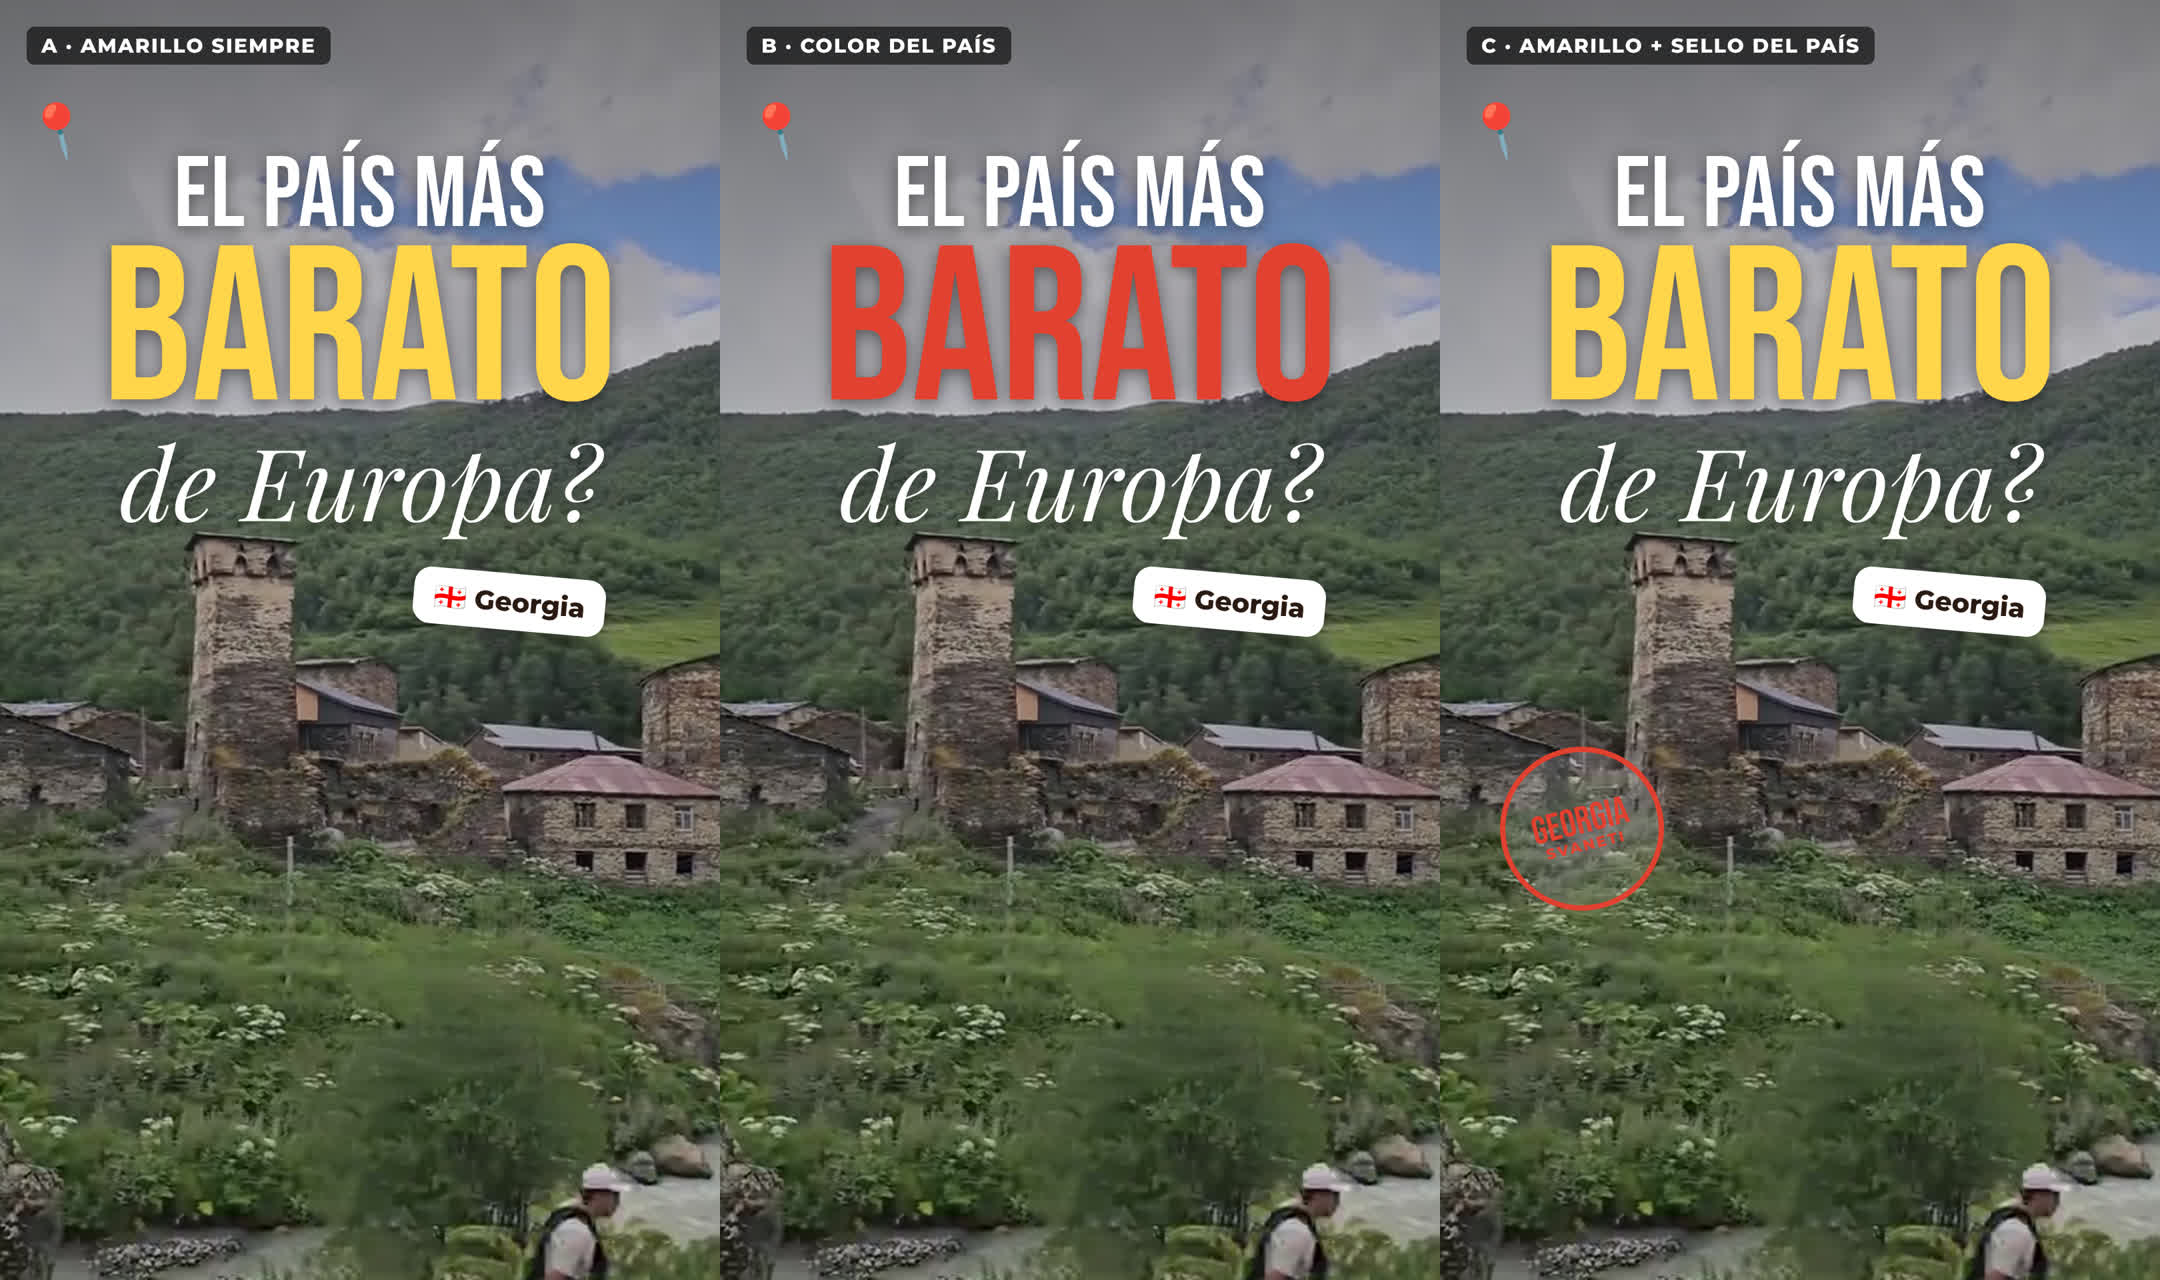 A • AMARILLO SIEMPRE
EL PAÍS MÁS
BARATO
de Europa?
Georgia
B • COLOR DEL PAÍS
EL PAÍS MÁS
BARATO
de Europa?
Georgia
C • AMARILLO + SELLO DEL PAÍS
EL PAÍS MÁS
BARATO
de Europa?
Georgia
GEORGIA
SVANETI